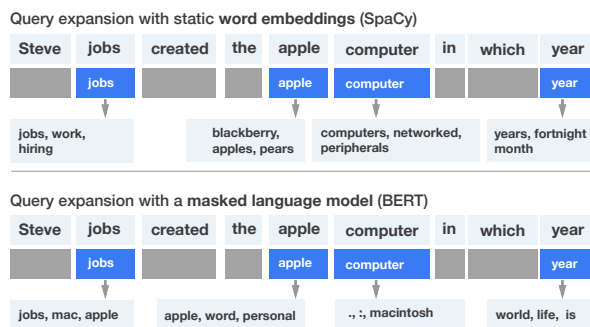 Query expansion with static word embeddings (SpaCy)
Steve jobs created the apple computer in which year
jobs apple computer year
jobs, work, hiring
blackberry, apples, pears
computers, networked, peripherals
years, fortnight month
Query expansion with a masked language model (BERT)
Steve jobs created the apple computer in which year
jobs apple computer year
jobs, mac, apple
apple, word, personal
., :, macintosh
world, life, is